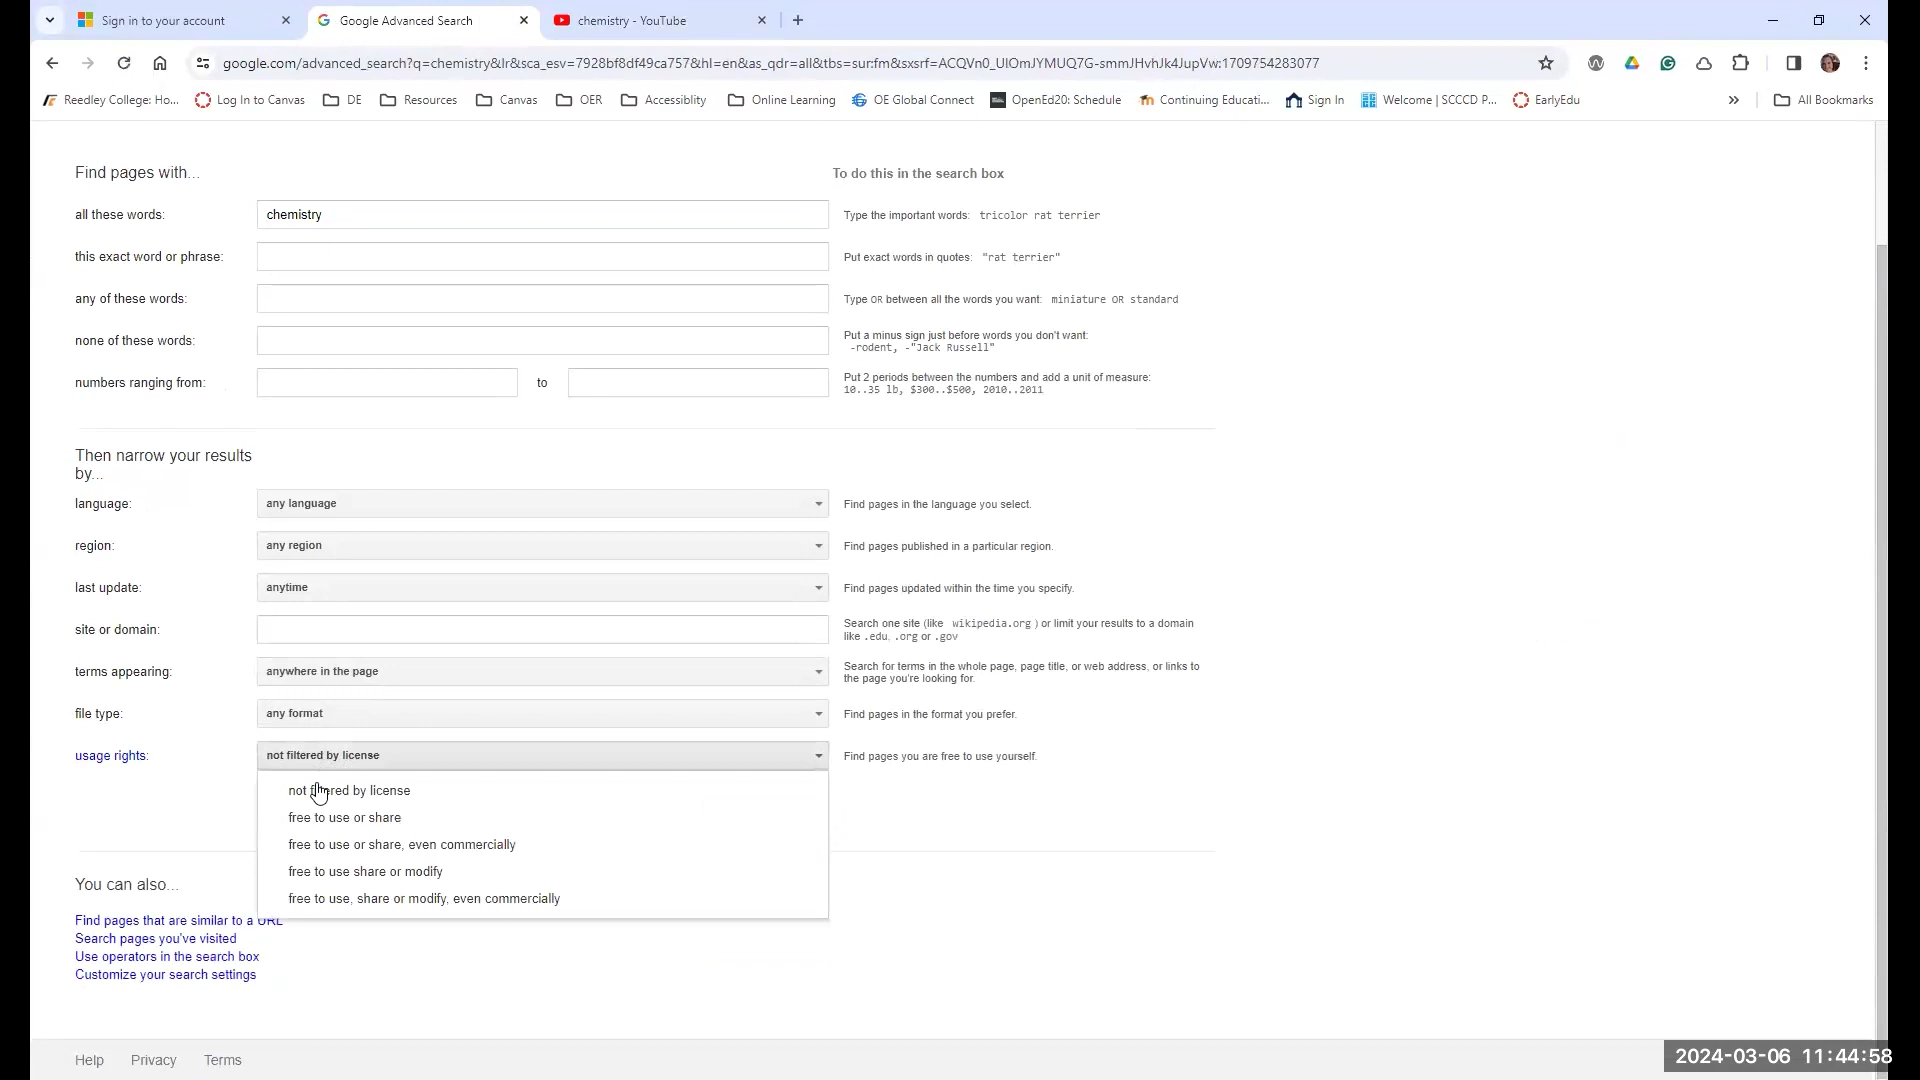 Sign in to your account
Google Advanced Search
chemistry - YouTube
google.com/advanced_search?q=chemistry&lr&sca_esv=7928bf8df49ca757&hl=en&as_qdr=all&tbs=sur:fm&sxsrf=ACQVn0_UIOmJYMUQ7G-smmJHvhJk4JupVw:1709754283077
Reedley College: Ho...
Log In to Canvas
DE
Resources
Canvas
OER
Accessiblity
Online Learning
OE Global Connect
OpenEd20: Schedule
Continuing Educati...
Sign In
Welcome | SCCCD P...
EarlyEdu
All Bookmarks
Find pages with...
To do this in the search box
all these words:
chemistry
Type the important words: tricolor rat terrier
this exact word or phrase:
Put exact words in quotes: "rat terrier"
any of these words:
Type OR between all the words you want: miniature OR standard
none of these words:
Put a minus sign just before words you don't want:
-rodent, -"Jack Russell"
numbers ranging from:
to
Put 2 periods between the numbers and add a unit of measure:
10..35 lb, $300..$500, 2010..2011
Then narrow your results
by...
language:
any language
Find pages in the language you select.
region:
any region
Find pages published in a particular region.
last update:
anytime
Find pages updated within the time you specify.
site or domain:
Search one site (like wikipedia.org ) or limit your results to a domain
like .edu, .org or .gov
terms appearing:
anywhere in the page
Search for terms in the whole page, page title, or web address, or links to
the page you're looking for.
file type:
any format
Find pages in the format you prefer.
usage rights:
not filtered by license
Find pages you are free to use yourself.
not filtered by license
free to use or share
free to use or share, even commercially
free to use share or modify
free to use, share or modify, even commercially
You can also...
Find pages that are similar to a URL
Search pages you've visited
Use operators in the search box
Customize your search settings
Help
Privacy
Terms
2024-03-06 11:44:58